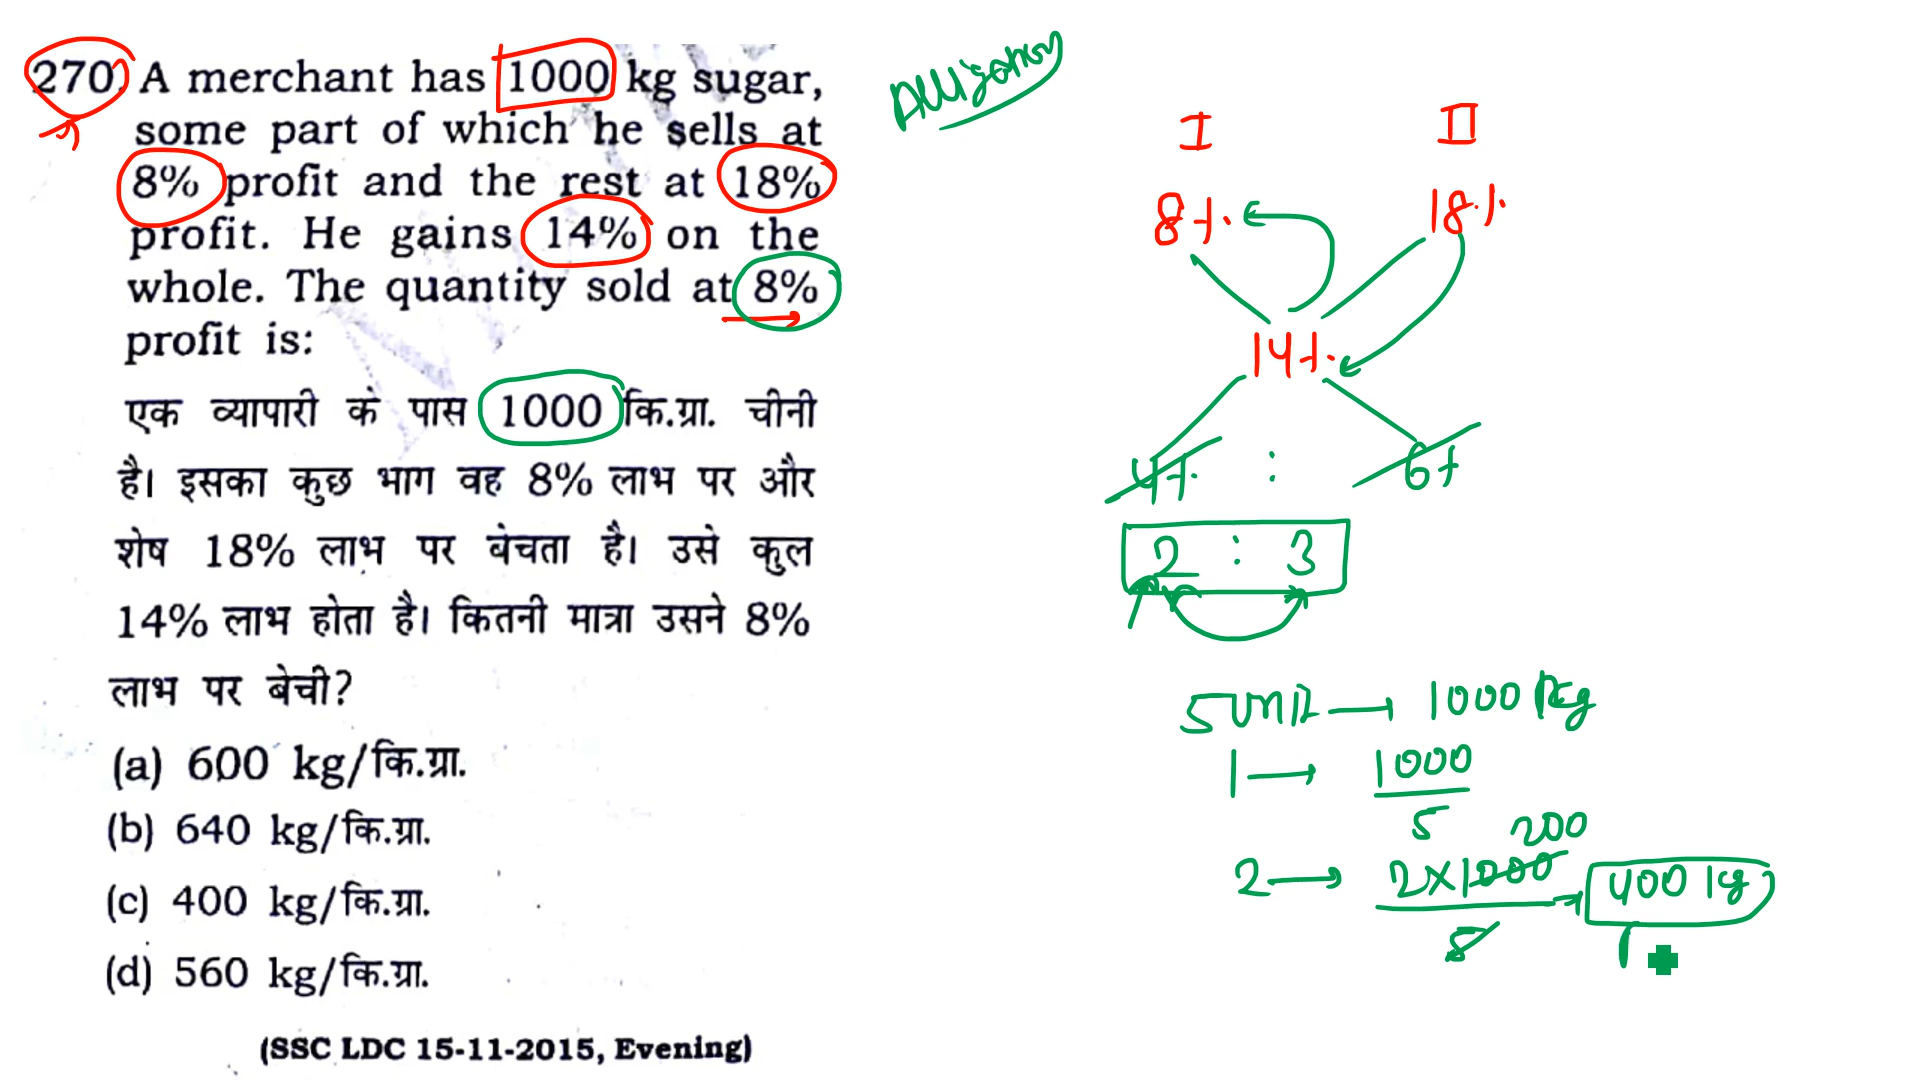 270. A merchant has 1000 kg sugar,
some part of which he sells at
8% profit and the rest at 18%
profit. He gains 14% on the
whole. The quantity sold at 8%
profit is:
एक व्यापारी के पास 1000 कि.ग्रा. चीनी
है। इसका कुछ भाग वह 8% लाभ पर और
शेष 18% लाभ पर बेचता है। उसे कुल
14% लाभ होता है। कितनी मात्रा उसने 8%
लाभ पर बेची?
(a) 600 kg/कि.ग्रा.
(b) 640 kg/कि.ग्रा.
(c) 400 kg/कि.ग्रा.
(d) 560 kg/कि.ग्रा.
(SSC LDC 15-11-2015, Evening)
Alligation
I II
8% 18%
14%
4% : 6%
2 : 3
5 unit → 1000 kg
1 → 1000
5
200
2 → 2×1000 → 400 kg
5